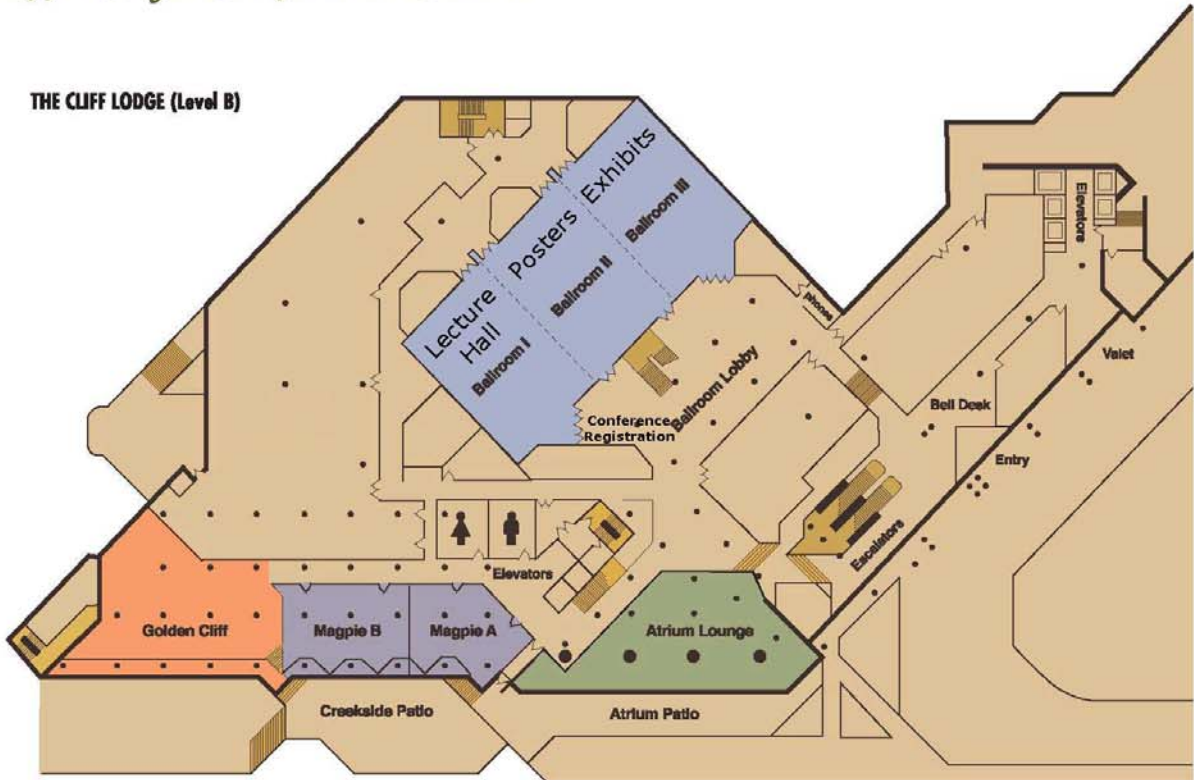 THE CLIFF LODGE (Level B)
Exhibits
Ballroom III
Posters
Ballroom II
Lecture
Hall
Ballroom I
Elevators
phones
Valet
Ballroom Lobby
Bell Desk
Conference
Registration
Entry
Escalators
Elevators
Golden Cliff
Magpie B
Magpie A
Atrium Lounge
Creekside Patio
Atrium Patio